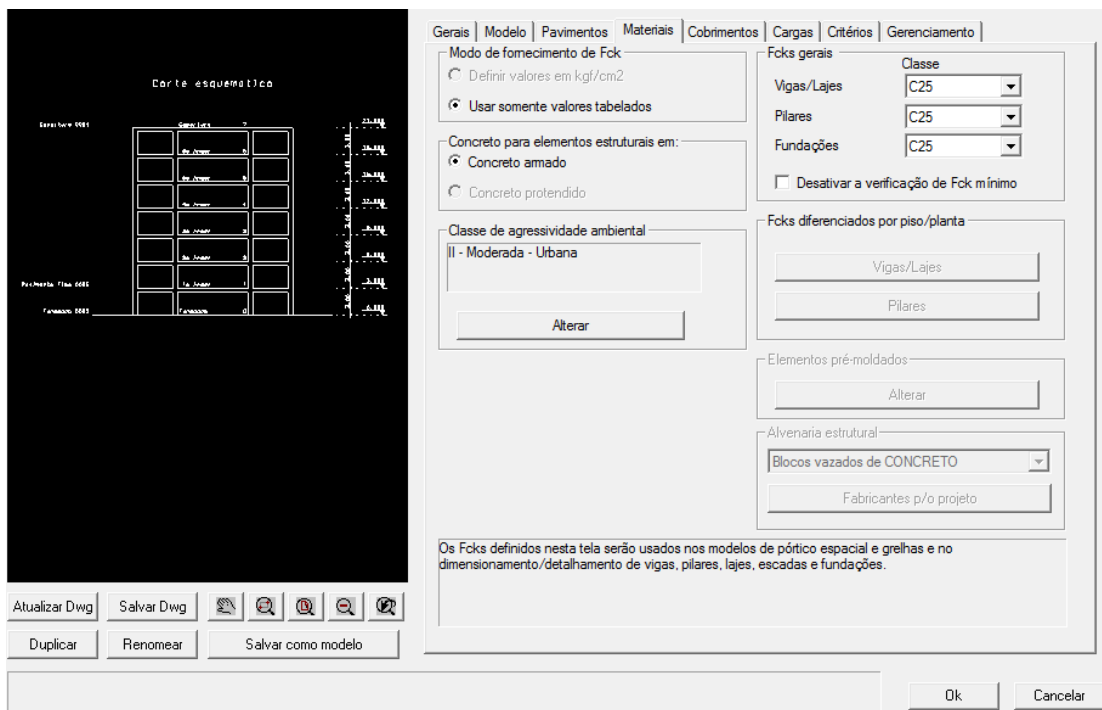 Gerais Modelo Pavimentos Materiais Cobrimentos Cargas Critérios Gerenciamento
Corte esquemático
Modo de fornecimento de Fck
Definir valores em kgf/cm2
Usar somente valores tabelados
Concreto para elementos estruturais em:
Concreto armado
Concreto protendido
Classe de agressividade ambiental
II - Moderada - Urbana
Alterar
Fcks gerais
Classe
Vigas/Lajes C25
Pilares C25
Fundações C25
Desativar a verificação de Fck mínimo
Fcks diferenciados por piso/planta
Vigas/Lajes
Pilares
Elementos pré-moldados
Alterar
Alvenaria estrutural
Blocos vazados de CONCRETO
Fabricantes p/o projeto
Os Fcks definidos nesta tela serão usados nos modelos de pórtico espacial e grelhas e no
dimensionamento/detalhamento de vigas, pilares, lajes, escadas e fundações.
Atualizar Dwg Salvar Dwg
Duplicar Renomear Salvar como modelo
Ok Cancelar